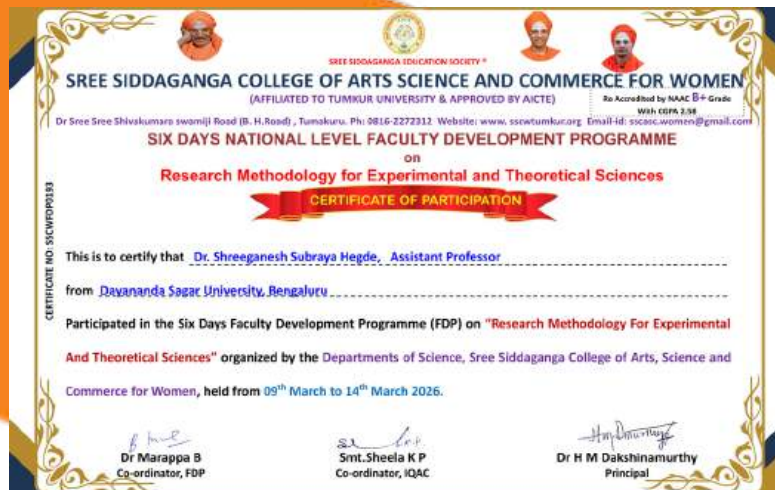 SREE SIDDAGANGA EDUCATION SOCIETY ®
SREE SIDDAGANGA COLLEGE OF ARTS SCIENCE AND COMMERCE FOR WOMEN
(AFFILIATED TO TUMKUR UNIVERSITY & APPROVED BY AICTE)
Re Accredited by NAAC B+ Grade
With CGPA 2.58
Dr Sree Sree Shivakumara swamiji Road (B. H.Road) , Tumakuru. Ph: 0816-2272312 Website: www. sscwtumkur.org Email-id: sscasc.women@gmail.com
SIX DAYS NATIONAL LEVEL FACULTY DEVELOPMENT PROGRAMME
on
Research Methodology for Experimental and Theoretical Sciences
CERTIFICATE OF PARTICIPATION
CERTIFICATE NO: SSCWFDP0193
This is to certify that Dr. Shreeganesh Subraya Hegde, Assistant Professor
from Dayananda Sagar University, Bengaluru
Participated in the Six Days Faculty Development Programme (FDP) on "Research Methodology For Experimental
And Theoretical Sciences" organized by the Departments of Science, Sree Siddaganga College of Arts, Science and
Commerce for Women, held from 09th March to 14th March 2026.
Dr Marappa B
Co-ordinator, FDP
Smt.Sheela K P
Co-ordinator, IQAC
Dr H M Dakshinamurthy
Principal